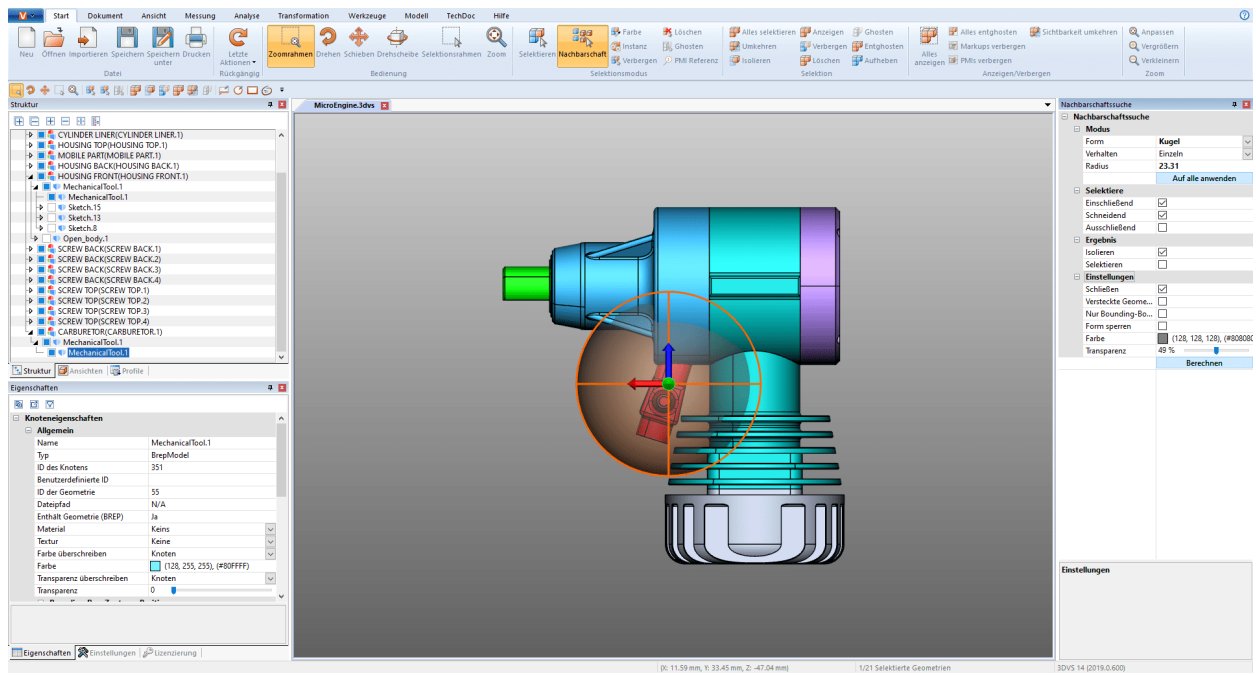 V
Start Dokument Ansicht Messung Analyse Transformation Werkzeuge Modell TechDoc Hilfe
Neu Öffnen Importieren Speichern Speichern unter Drucken
Datei
Letzte Aktionen
Rückgängig
Zoomrahmen Drehen Schieben Drehscheibe Selektionsrahmen Zoom
Bedienung
Selektieren Nachbarschaft
Farbe Löschen
Instanz Ghosten
Verbergen PMI Referenz
Selektionsmodus
Alles selektieren Anzeigen Ghosten
Umkehren Verbergen Entghosten
Isolieren Löschen Aufheben
Selektion
Alles anzeigen
Alles entghosten Sichtbarkeit umkehren
Markups verbergen
PMIs verbergen
Anzeigen/Verbergen
Anpassen
Vergrößern
Verkleinern
Zoom
Struktur
CYLINDER LINER(CYLINDER LINER.1)
HOUSING TOP(HOUSING TOP.1)
MOBILE PART(MOBILE PART.1)
HOUSING BACK(HOUSING BACK.1)
HOUSING FRONT(HOUSING FRONT.1)
MechanicalTool.1
MechanicalTool.1
Sketch.15
Sketch.13
Sketch.8
Open_body.1
SCREW BACK(SCREW BACK.1)
SCREW BACK(SCREW BACK.2)
SCREW BACK(SCREW BACK.3)
SCREW BACK(SCREW BACK.4)
SCREW TOP(SCREW TOP.1)
SCREW TOP(SCREW TOP.2)
SCREW TOP(SCREW TOP.3)
SCREW TOP(SCREW TOP.4)
CARBURETOR(CARBURETOR.1)
MechanicalTool.1
MechanicalTool.1
Struktur Ansichten Profile
Eigenschaften
Knoteneigenschaften
Allgemein
Name MechanicalTool.1
Typ BrepModel
ID des Knotens 351
Benutzerdefinierte ID
ID der Geometrie 55
Dateipfad N/A
Enthält Geometrie (BREP) Ja
Material Keins
Textur Keine
Farbe überschreiben Knoten
Farbe (128, 255, 255), (#80FFFF)
Transparenz überschreiben Knoten
Transparenz 0
Eigenschaften Einstellungen Lizenzierung
MicroEngine.3dvs
Nachbarschaftssuche
Nachbarschaftssuche
Modus
Form Kugel
Verhalten Einzeln
Radius 23.31
Auf alle anwenden
Selektiere
Einschließend
Schneidend
Ausschließend
Ergebnis
Isolieren
Selektieren
Einstellungen
Schließen
Versteckte Geome...
Nur Bounding-Bo...
Form sperren
Farbe (128, 128, 128), (#808080
Transparenz 49 %
Berechnen
Einstellungen
(X: 11.59 mm, Y: 33.45 mm, Z: -47.04 mm) 1/21 Selektierte Geometrien 3DVS 14 (2019.0.600)